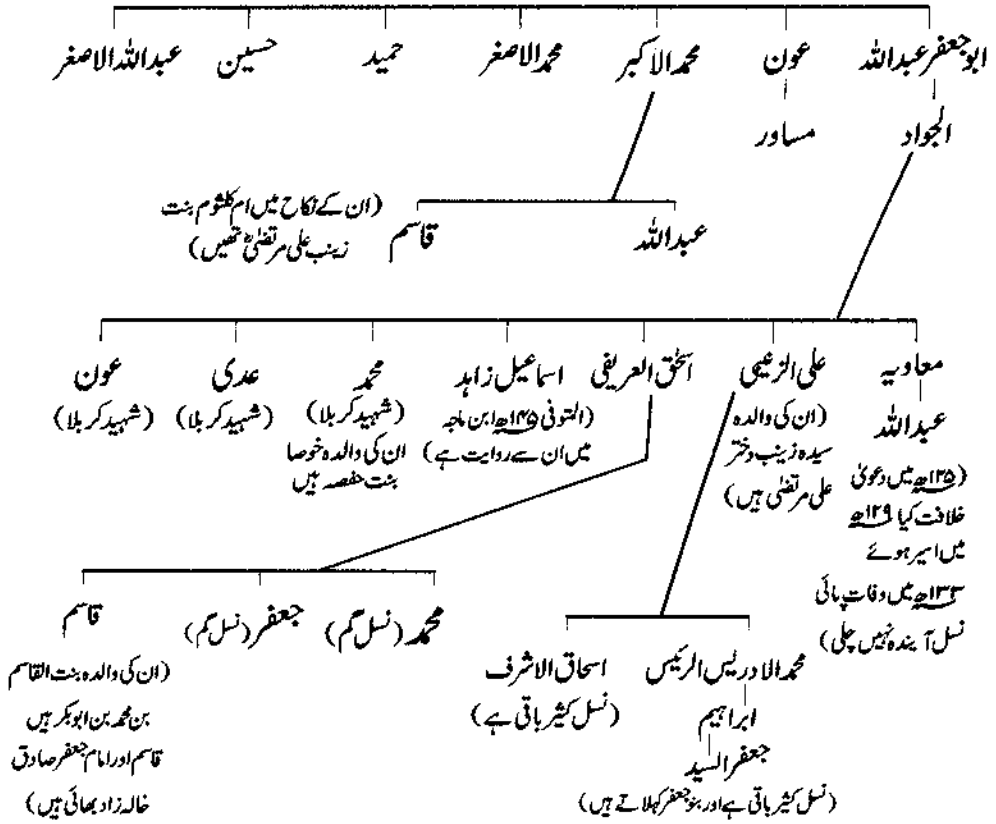 ابو جعفر عبداللہ عون محمد الاکبر محمد الاصغر حمید حسین عبداللہ الاصغر
الجواد مساور
عبداللہ قاسم (ان کے نکاح میں ام کلثوم بنت
زینب علی مرتضیٰؓ تھیں)
معاویہ علی الزعیمی اسحٰق العریفی اسماعیل زاہد محمد عدی عون
عبداللہ (ان کی والدہ (المتوفی ۱۴۵ھ ابن ماجہ (شہید کربلا) (شہید کربلا) (شہید کربلا)
سیدہ زینب دختر میں ان سے روایت ہے) ان کی والدہ خوصا
(۱۲۵ھ میں دعویٰ علی مرتضٰی ہیں) بنت حفصہ ہیں
خلافت کیا ۱۲۹ھ
میں اسیر ہوئے
۱۳۳ھ میں وفات پائی
نسل آیندہ نہیں چلی)
محمد (نسل گم) جعفر (نسل گم) قاسم
محمد الادریس الرئیس اسحاق الاشرف (ان کی والدہ بنت القاسم
ابراہیم (نسل کثیر باقی ہے) بن محمد بن ابوبکر ہیں
جعفر السید قاسم اور امام جعفر صادق
(نسل کثیر باقی ہے اور بنو جعفر کہلاتے ہیں) خالہ زاد بھائی ہیں)